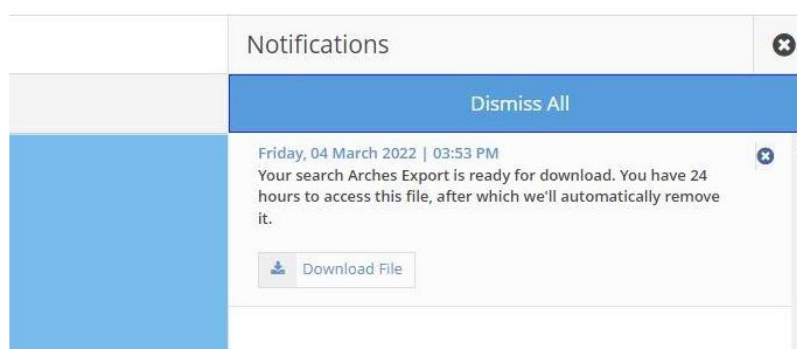 Notifications
Dismiss All
Friday, 04 March 2022 | 03:53 PM
Your search Arches Export is ready for download. You have 24
hours to access this file, after which we'll automatically remove
it.
Download File